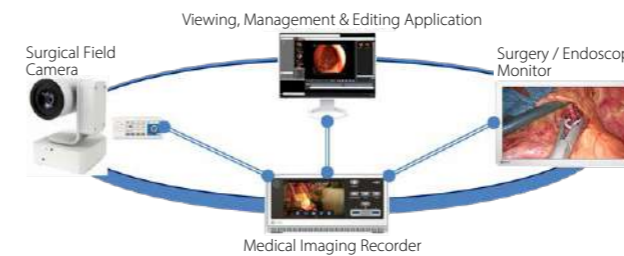 Viewing, Management & Editing Application
Surgical Field
Camera
Surgery / Endoscop
Monitor
Medical Imaging Recorder